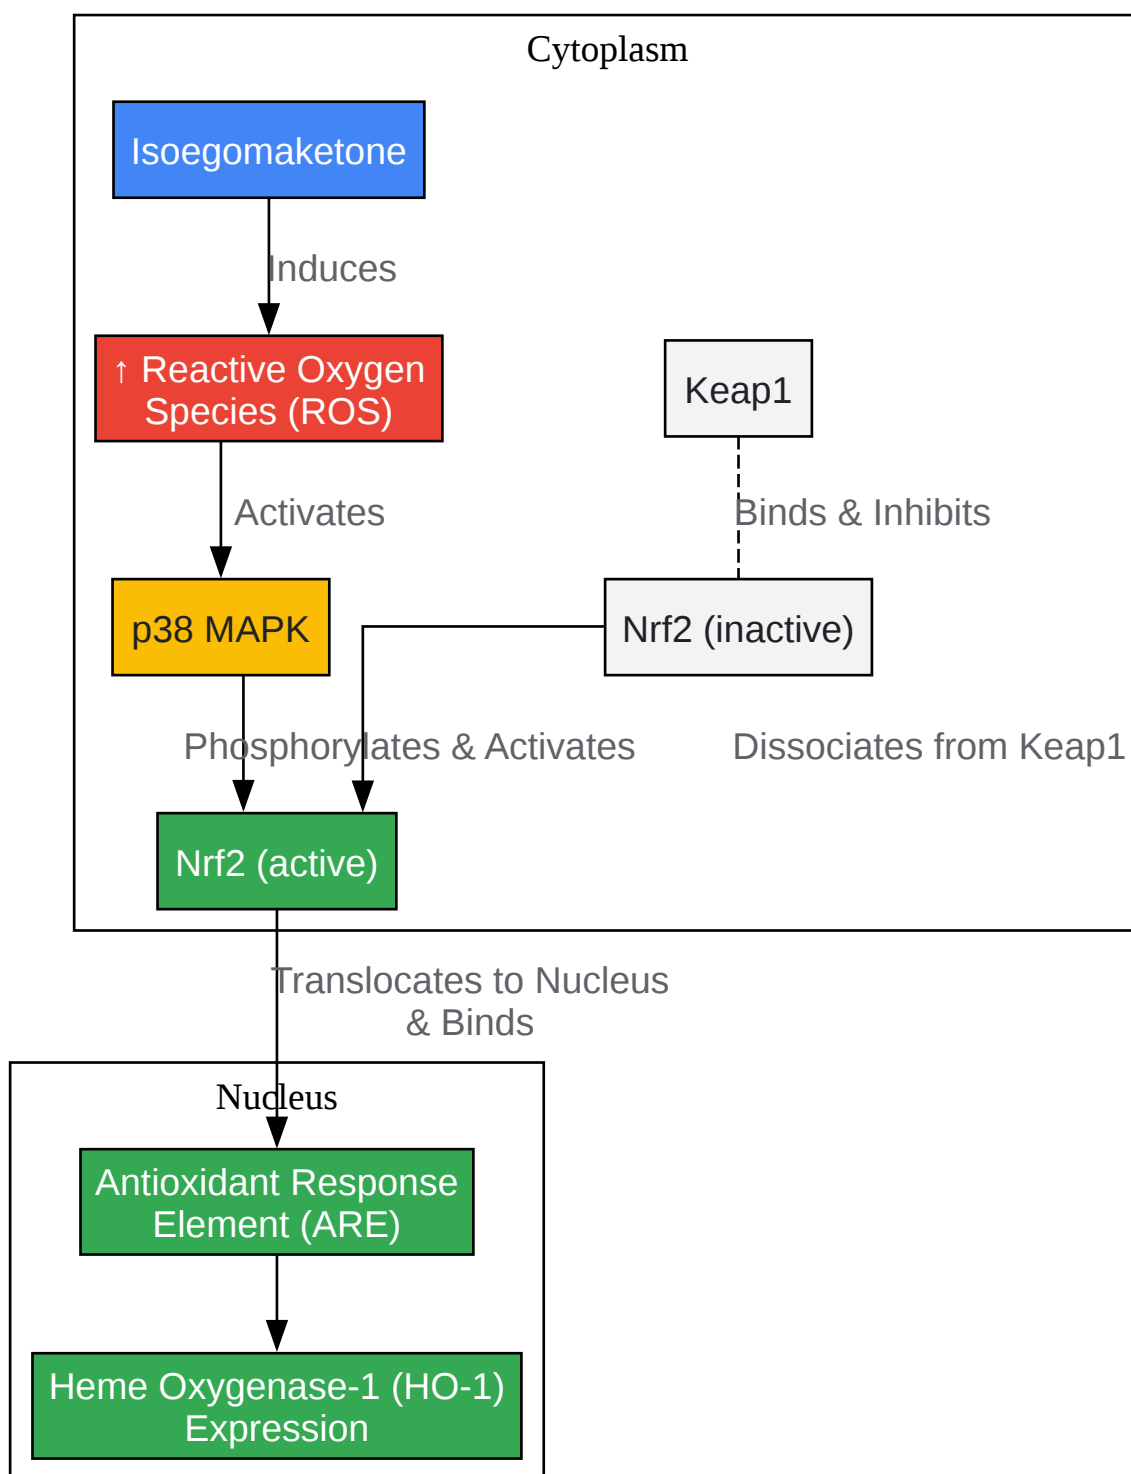 Cytoplasm
Isoegomaketone
Induces
↑ Reactive Oxygen
Species (ROS)
Keap1
Activates
Binds & Inhibits
p38 MAPK
Nrf2 (inactive)
Phosphorylates & Activates
Dissociates from Keap1
Nrf2 (active)
Translocates to Nucleus
& Binds
Nucleus
Antioxidant Response
Element (ARE)
Heme Oxygenase-1 (HO-1)
Expression